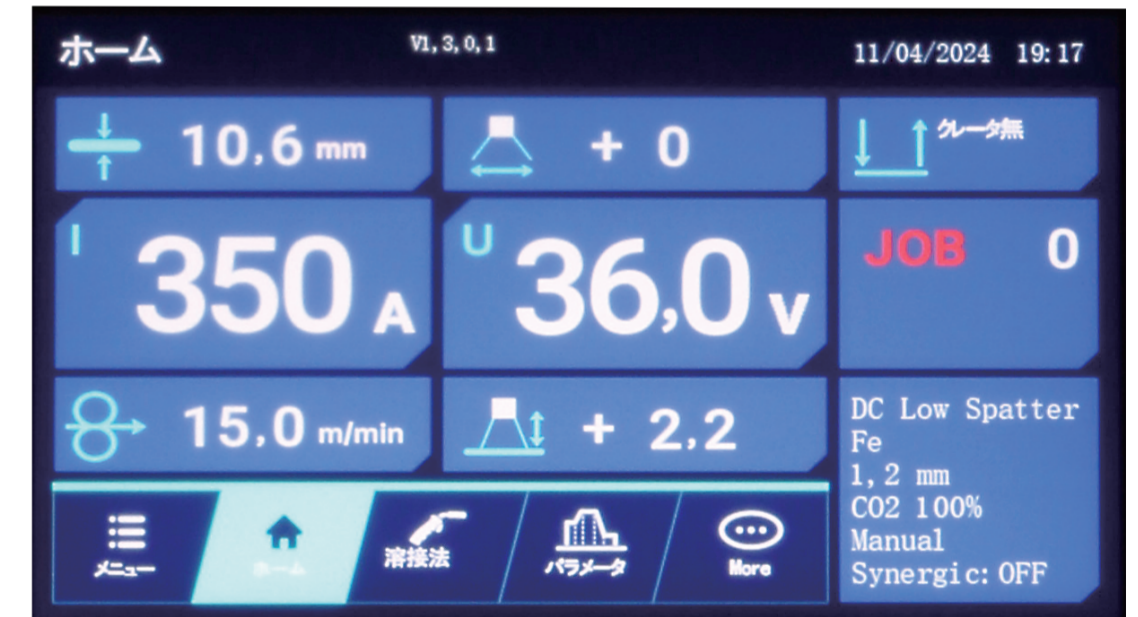 ホーム V1,3,0,1 11/04/2024 19:17
10,6 mm
+ 0
クレータ無
I 350 A
U 36,0 V
JOB 0
15,0 m/min
+ 2,2
DC Low Spatter
Fe
1,2 mm
CO2 100%
Manual
Synergic:OFF
メニュー
ホーム
溶接法
パラメータ
More